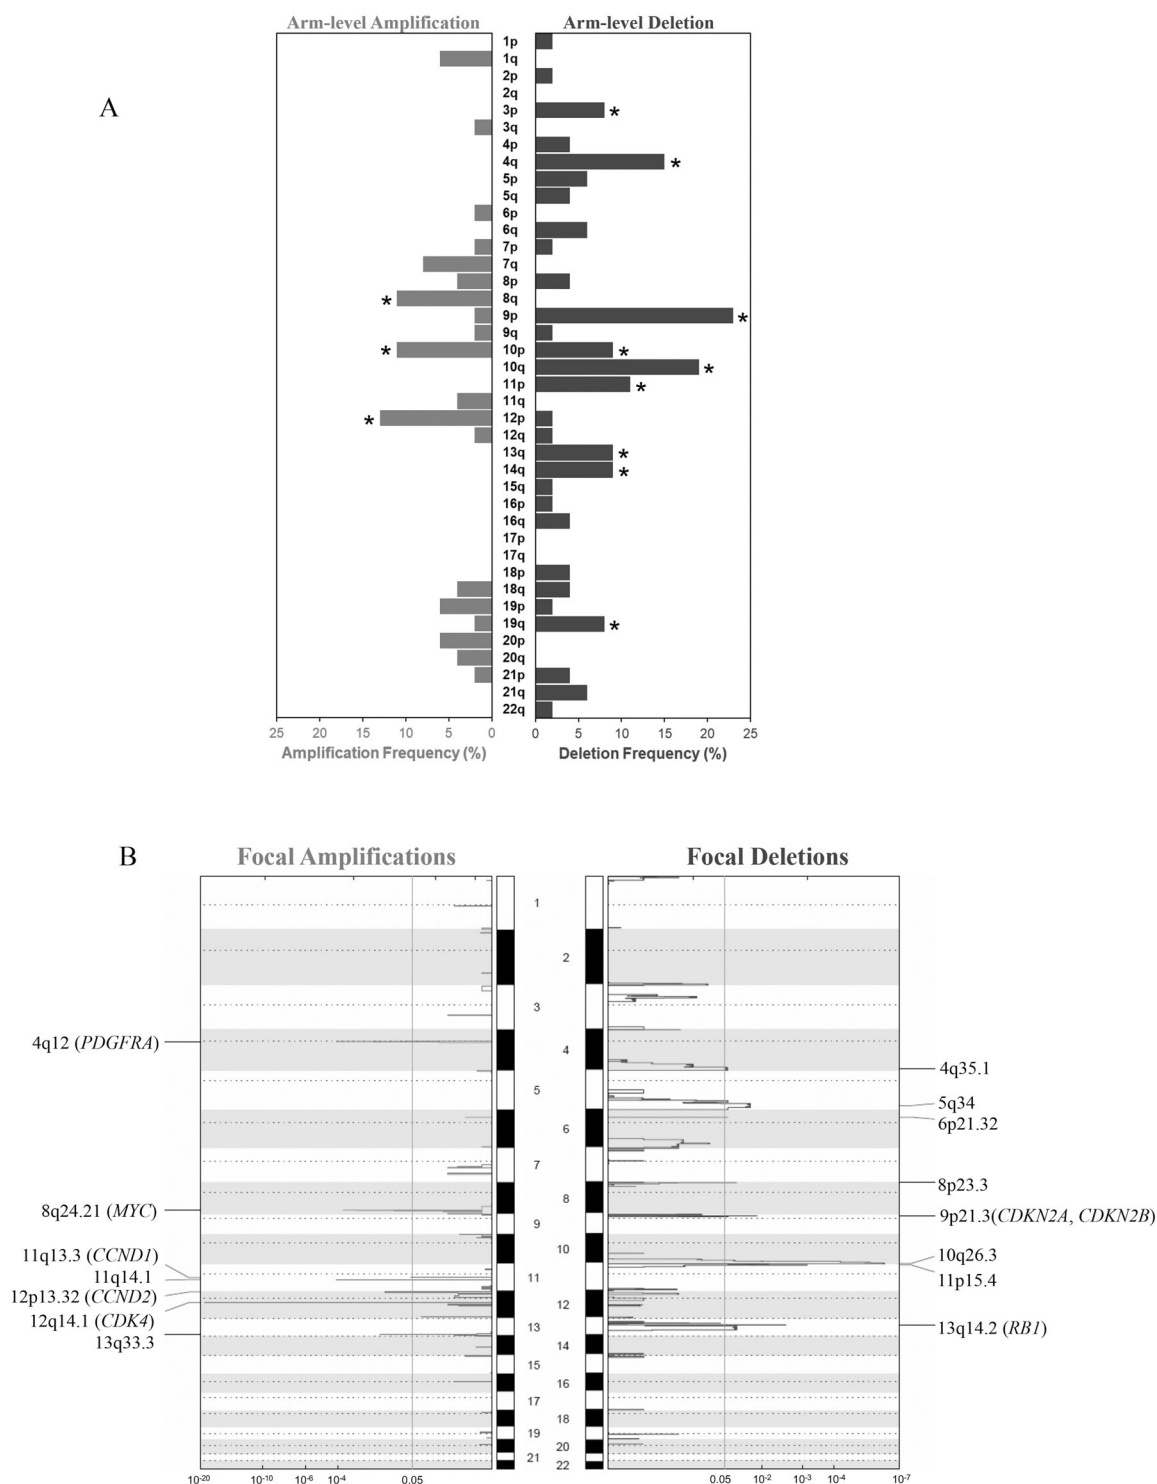 Arm-level Amplification Arm-level Deletion
A
1p
1q
2p
2q
3p *
3q
4p
4q *
5p
5q
6p
6q
7p
7q
8p
* 8q
9p *
9q
* 10p *
10q *
11p *
11q
* 12p
12q
13q *
14q *
15q
16p
16q
17p
17q
18p
18q
19p
19q *
20p
20q
21p
21q
22q
25 20 15 10 5 0 0 5 10 15 20 25
Amplification Frequency (%) Deletion Frequency (%)
B
Focal Amplifications Focal Deletions
1
2
3
4q12 (PDGFRA) 4
4q35.1
5
5q34
6p21.32
6
7
8p23.3
8
8q24.21 (MYC) 9p21.3(CDKN2A, CDKN2B)
9
10
11q13.3 (CCND1) 10q26.3
11q14.1 11
11p15.4
12p13.32 (CCND2) 12
12q14.1 (CDK4)
13 13q14.2 (RB1)
13q33.3
14
15
16
17
18
19
20
21
22
10-20 10-10 10-6 10-4 0.05 0.05 10-2 10-3 10-4 10-7